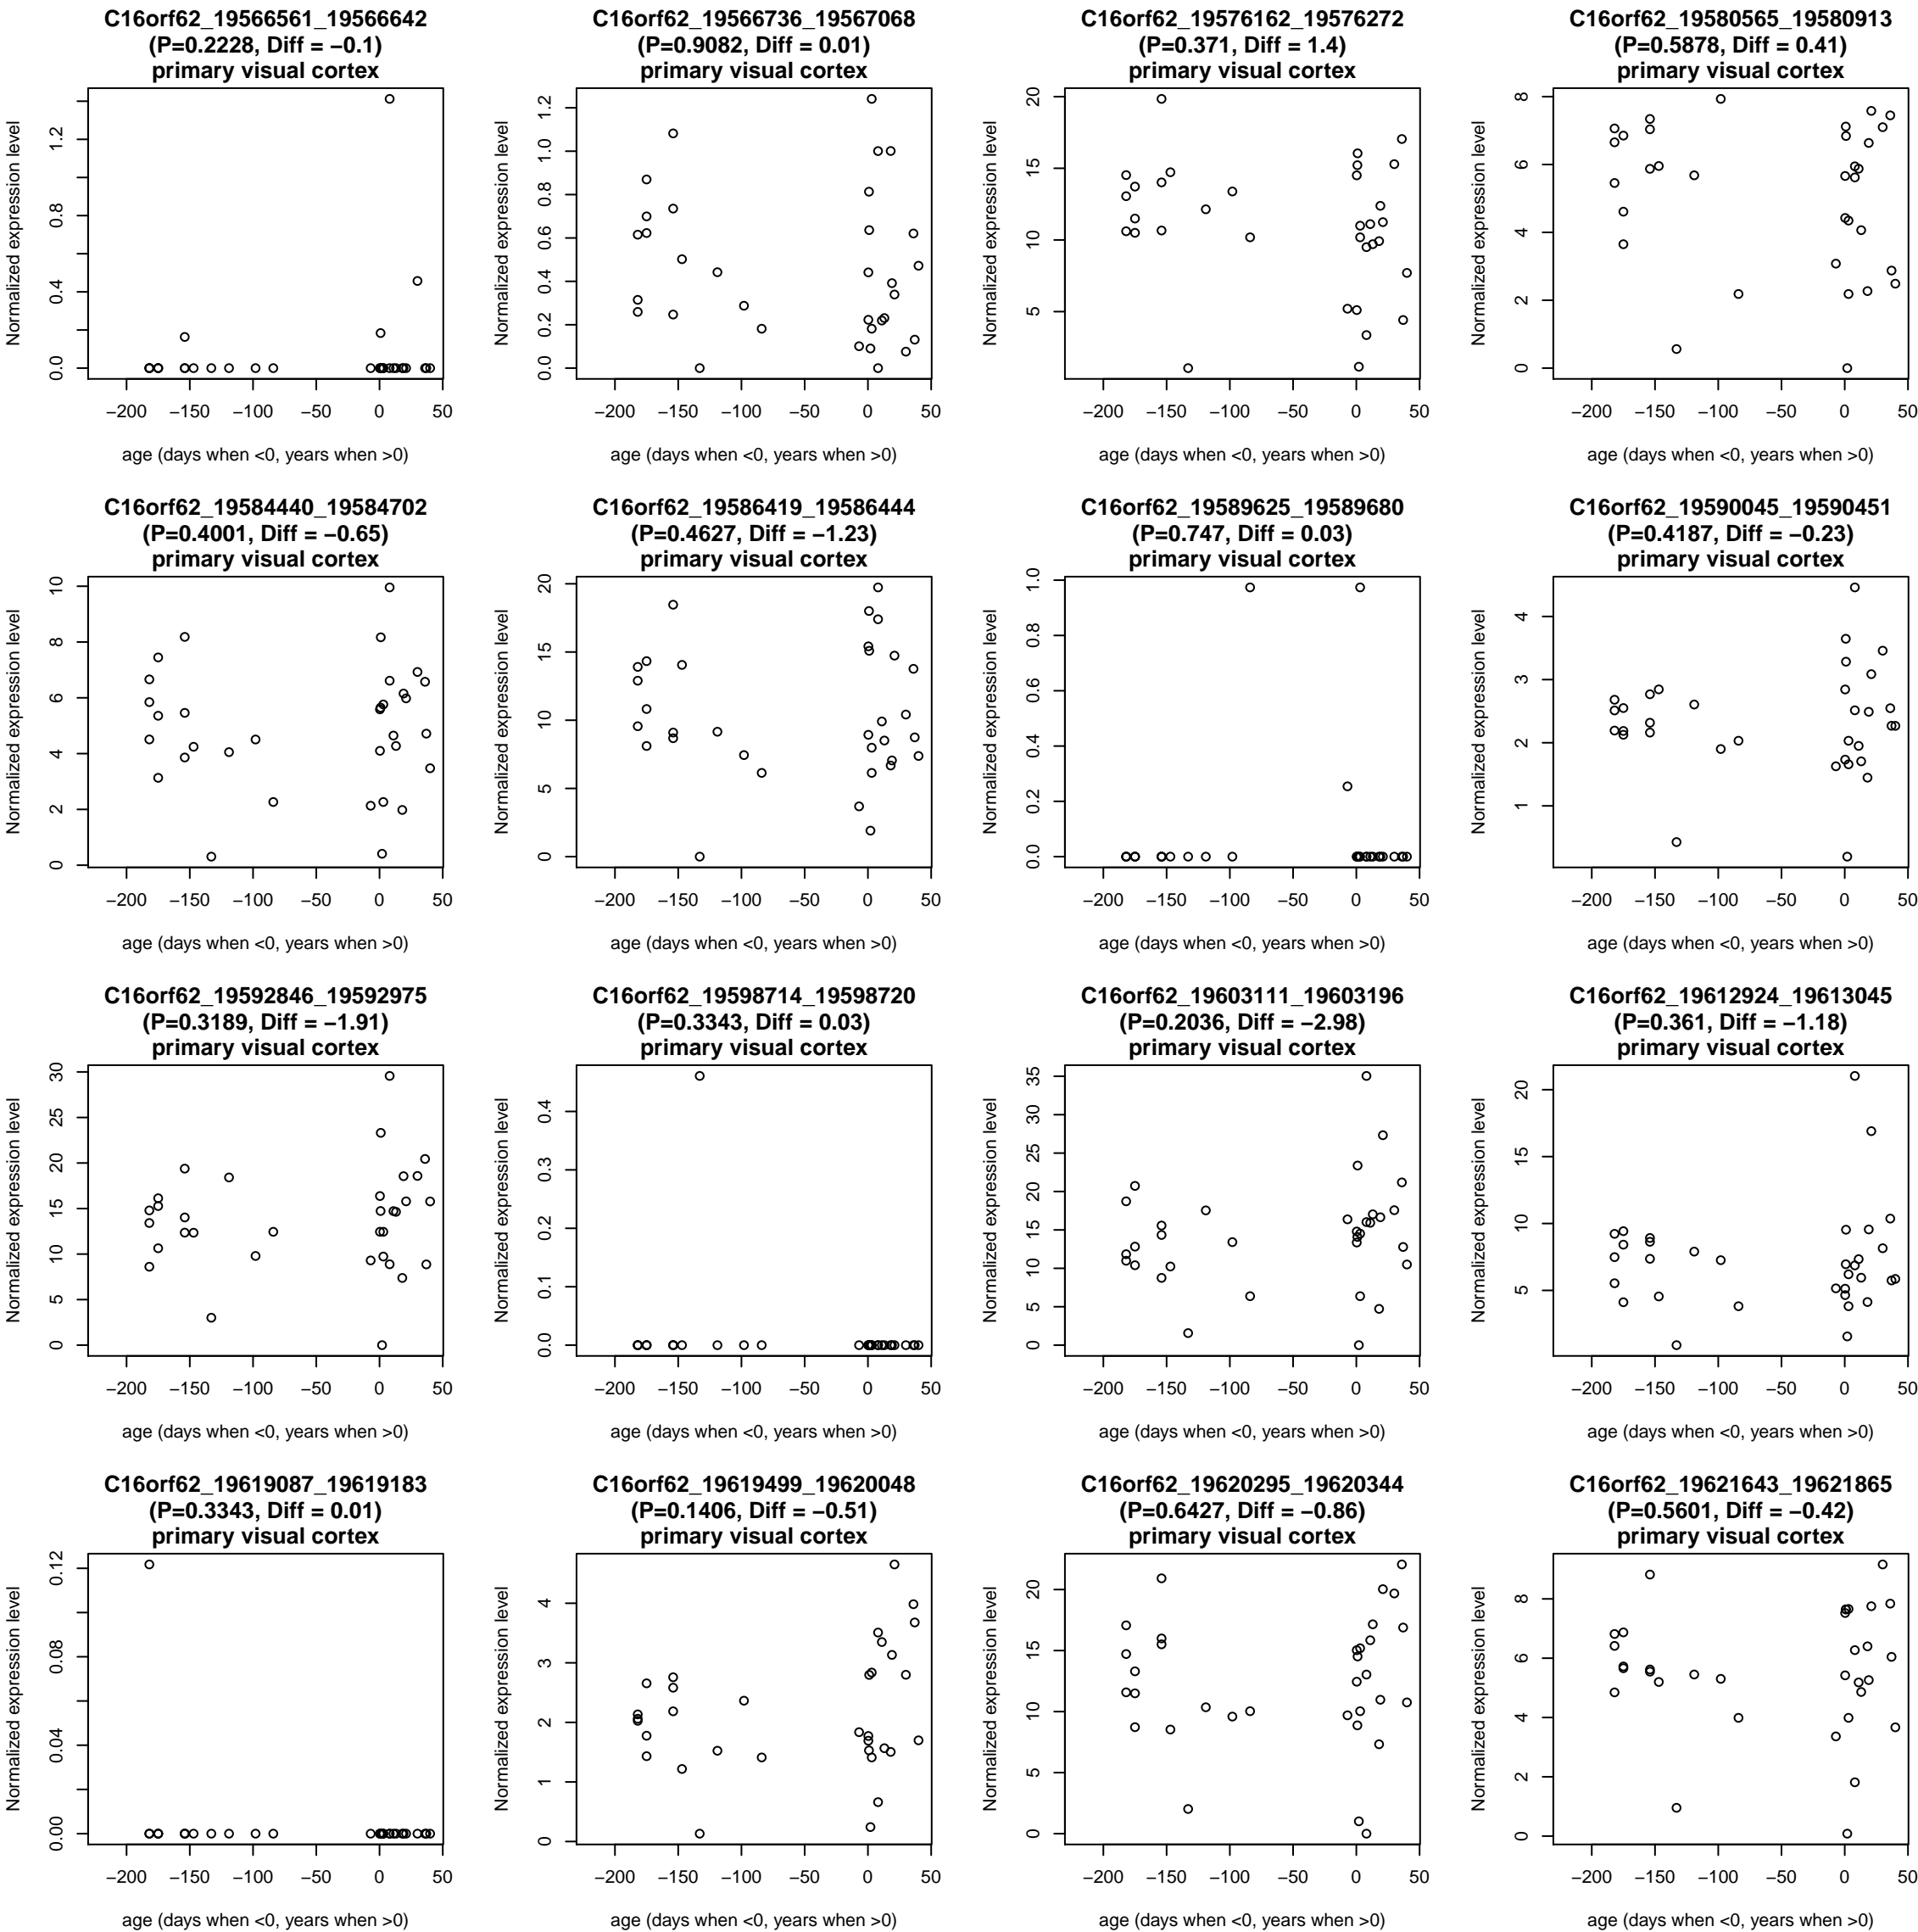 C16orf62_19566561_19566642
(P=0.2228, Diff = −0.1)
primary visual cortex
Normalized expression level
0.0 0.4 0.8 1.2
−200 −150 −100 −50 0 50
age (days when <0, years when >0)
C16orf62_19566736_19567068
(P=0.9082, Diff = 0.01)
primary visual cortex
Normalized expression level
0.0 0.2 0.4 0.6 0.8 1.0 1.2
−200 −150 −100 −50 0 50
age (days when <0, years when >0)
C16orf62_19576162_19576272
(P=0.371, Diff = 1.4)
primary visual cortex
Normalized expression level
5 10 15 20
−200 −150 −100 −50 0 50
age (days when <0, years when >0)
C16orf62_19580565_19580913
(P=0.5878, Diff = 0.41)
primary visual cortex
Normalized expression level
0 2 4 6 8
−200 −150 −100 −50 0 50
age (days when <0, years when >0)
C16orf62_19584440_19584702
(P=0.4001, Diff = −0.65)
primary visual cortex
Normalized expression level
0 2 4 6 8 10
−200 −150 −100 −50 0 50
age (days when <0, years when >0)
C16orf62_19586419_19586444
(P=0.4627, Diff = −1.23)
primary visual cortex
Normalized expression level
0 5 10 15 20
−200 −150 −100 −50 0 50
age (days when <0, years when >0)
C16orf62_19589625_19589680
(P=0.747, Diff = 0.03)
primary visual cortex
Normalized expression level
0.0 0.2 0.4 0.6 0.8 1.0
−200 −150 −100 −50 0 50
age (days when <0, years when >0)
C16orf62_19590045_19590451
(P=0.4187, Diff = −0.23)
primary visual cortex
Normalized expression level
1 2 3 4
−200 −150 −100 −50 0 50
age (days when <0, years when >0)
C16orf62_19592846_19592975
(P=0.3189, Diff = −1.91)
primary visual cortex
Normalized expression level
0 5 10 15 20 25 30
−200 −150 −100 −50 0 50
age (days when <0, years when >0)
C16orf62_19598714_19598720
(P=0.3343, Diff = 0.03)
primary visual cortex
Normalized expression level
0.0 0.1 0.2 0.3 0.4
−200 −150 −100 −50 0 50
age (days when <0, years when >0)
C16orf62_19603111_19603196
(P=0.2036, Diff = −2.98)
primary visual cortex
Normalized expression level
0 5 10 15 20 25 30 35
−200 −150 −100 −50 0 50
age (days when <0, years when >0)
C16orf62_19612924_19613045
(P=0.361, Diff = −1.18)
primary visual cortex
Normalized expression level
5 10 15 20
−200 −150 −100 −50 0 50
age (days when <0, years when >0)
C16orf62_19619087_19619183
(P=0.3343, Diff = 0.01)
primary visual cortex
Normalized expression level
0.00 0.04 0.08 0.12
−200 −150 −100 −50 0 50
age (days when <0, years when >0)
C16orf62_19619499_19620048
(P=0.1406, Diff = −0.51)
primary visual cortex
Normalized expression level
0 1 2 3 4
−200 −150 −100 −50 0 50
age (days when <0, years when >0)
C16orf62_19620295_19620344
(P=0.6427, Diff = −0.86)
primary visual cortex
Normalized expression level
0 5 10 15 20
−200 −150 −100 −50 0 50
age (days when <0, years when >0)
C16orf62_19621643_19621865
(P=0.5601, Diff = −0.42)
primary visual cortex
Normalized expression level
0 2 4 6 8
−200 −150 −100 −50 0 50
age (days when <0, years when >0)